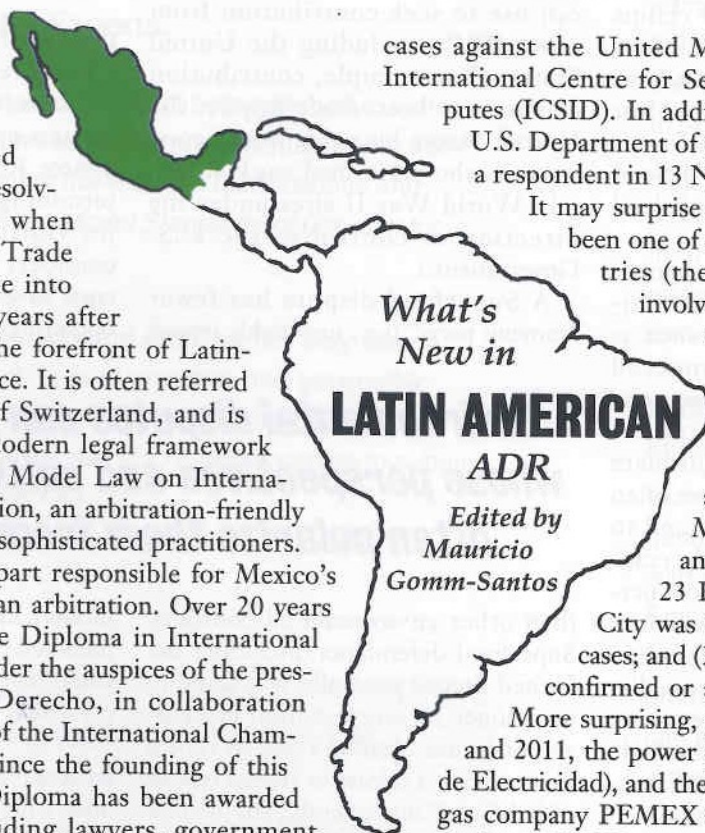 d
esolv-
when
Trade
e into
years after
he forefront of Latin-
ce. It is often referred
f Switzerland, and is
odern legal framework
Model Law on Interna-
ion, an arbitration-friendly
sophisticated practitioners.
part responsible for Mexico's
an arbitration. Over 20 years
e Diploma in International
der the auspices of the pres-
Derecho, in collaboration
of the International Cham-
ince the founding of this
Diploma has been awarded
ding lawyers, government
What's
New in
LATIN AMERICAN
ADR
Edited by
Mauricio
Gomm-Santos
cases against the United M
International Centre for Se
putes (ICSID). In addi
U.S. Department of
a respondent in 13 N
It may surprise
been one of
tries (the
involv
M
an
23 I
City was
cases; and (
confirmed or
More surprising,
and 2011, the power
de Electricidad), and the
gas company PEMEX